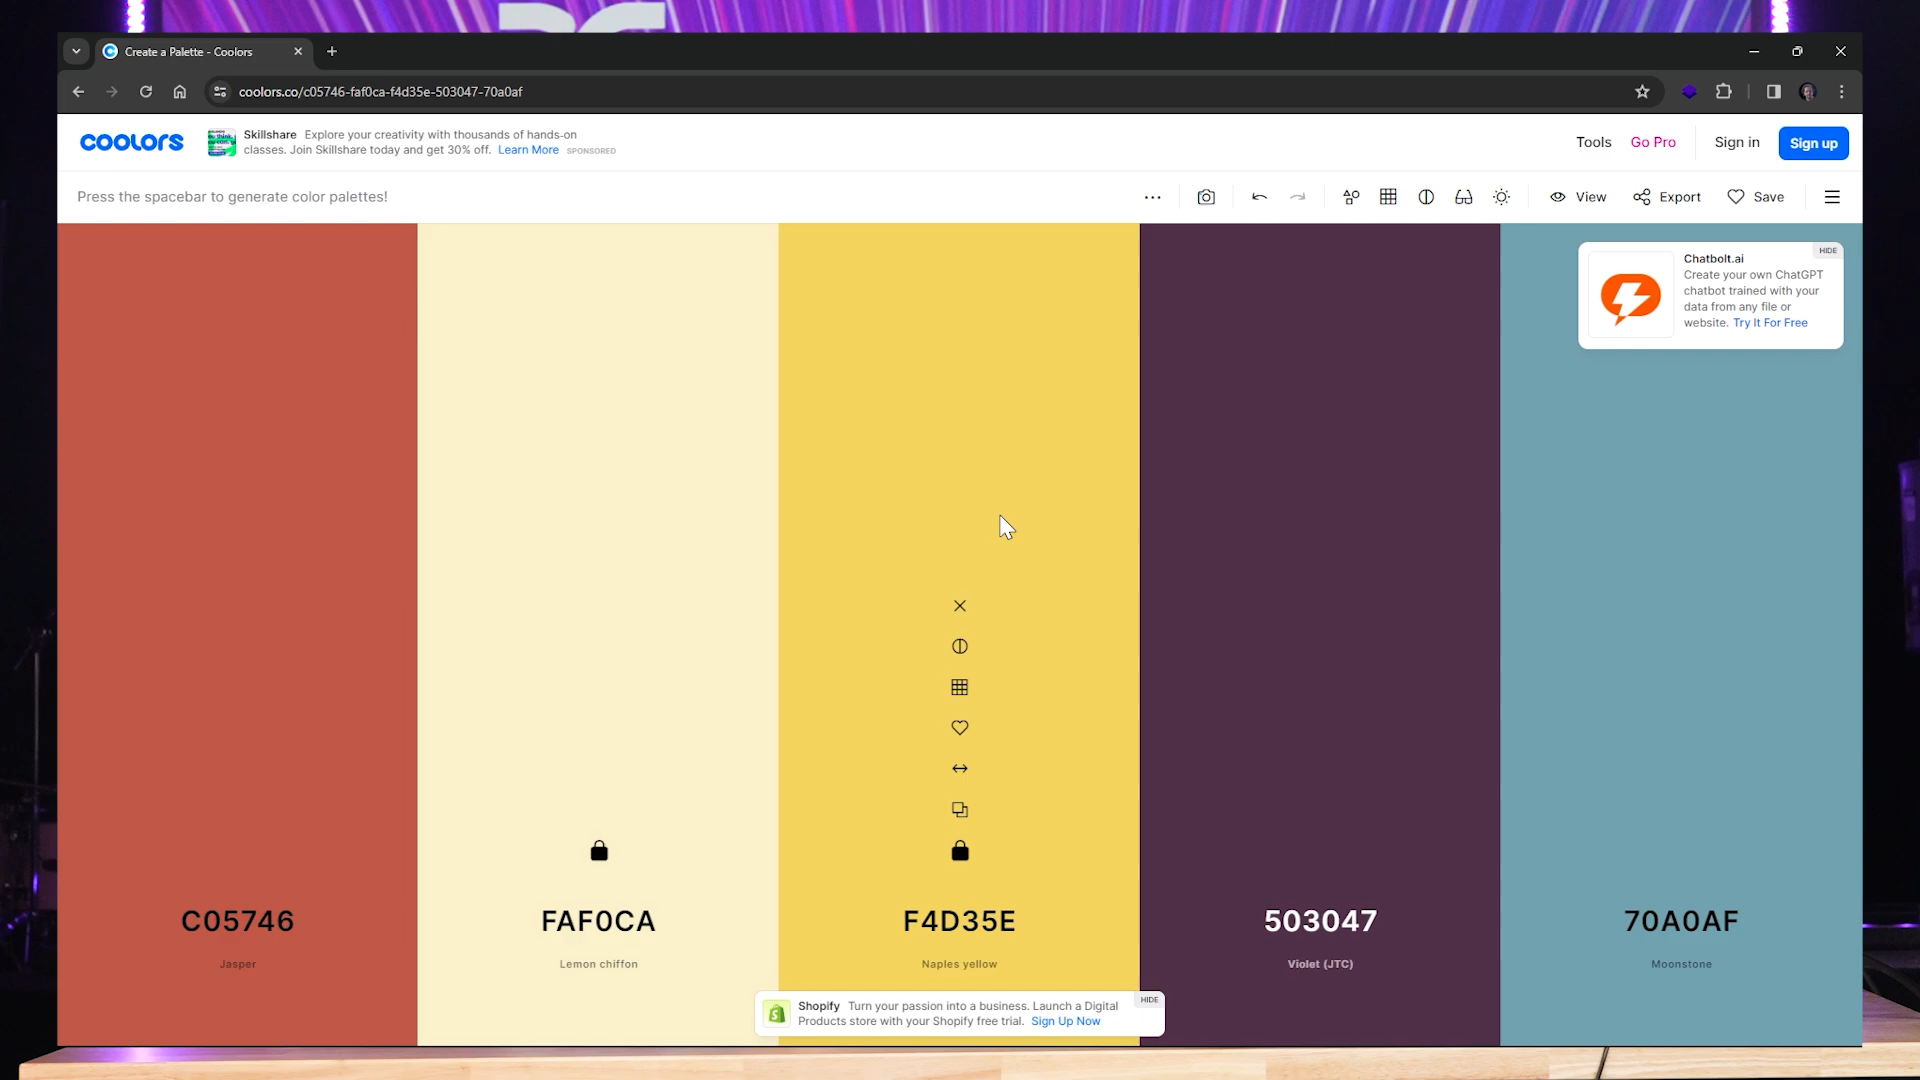 Create a Palette - Coolors
coolors.co/c05746-faf0ca-f4d35e-503047-70a0af
coolors
Skillshare Explore your creativity with thousands of hands-on
classes. Join Skillshare today and get 30% off. Learn More SPONSORED
Tools
Go Pro
Sign in
Sign up
Press the spacebar to generate color palettes!
View
Export
Save
HIDE
Chatbolt.ai
Create your own ChatGPT
chatbot trained with your
data from any file or
website. Try It For Free
C05746
FAF0CA
F4D35E
503047
70A0AF
Jasper
Lemon chiffon
Naples yellow
Violet (JTC)
Moonstone
HIDE
Shopify Turn your passion into a business. Launch a Digital
Products store with your Shopify free trial. Sign Up Now